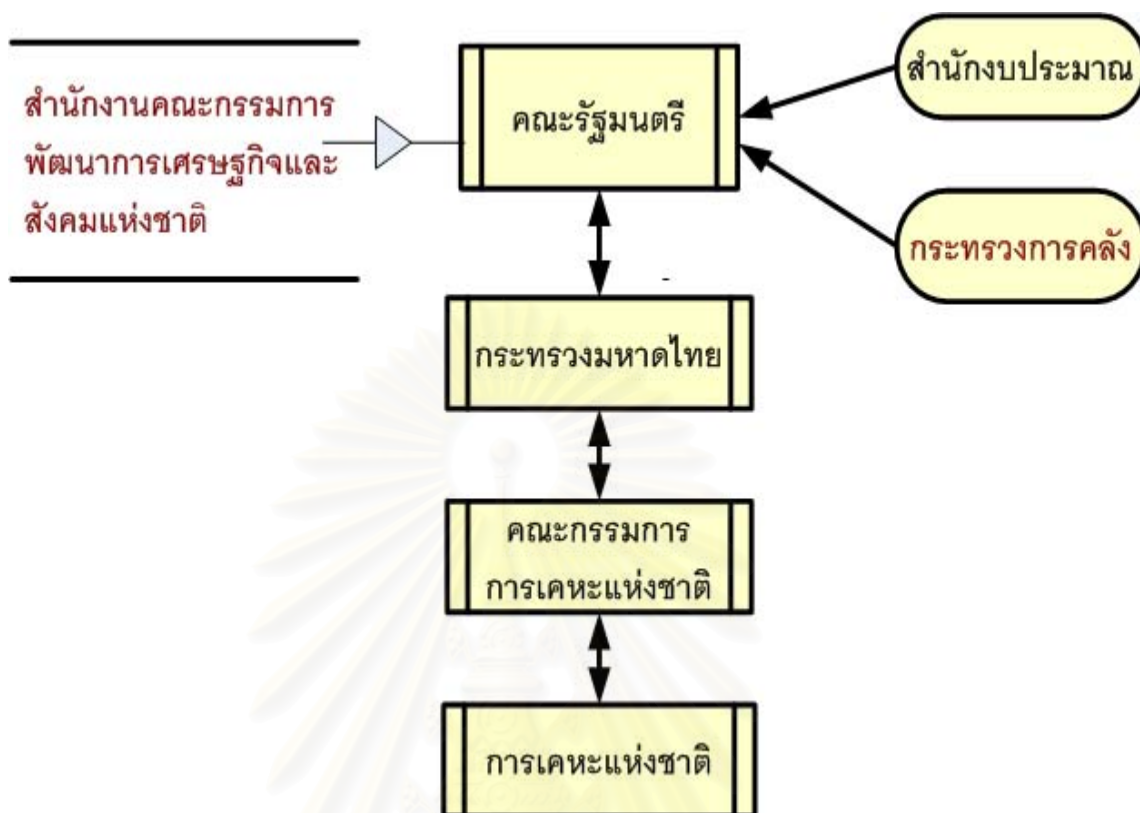 สำนักงานคณะกรรมการ
พัฒนาการเศรษฐกิจและ
สังคมแห่งชาติ
คณะรัฐมนตรี
สำนักงบประมาณ
กระทรวงการคลัง
กระทรวงมหาดไทย
คณะกรรมการ
การเคหะแห่งชาติ
การเคหะแห่งชาติ